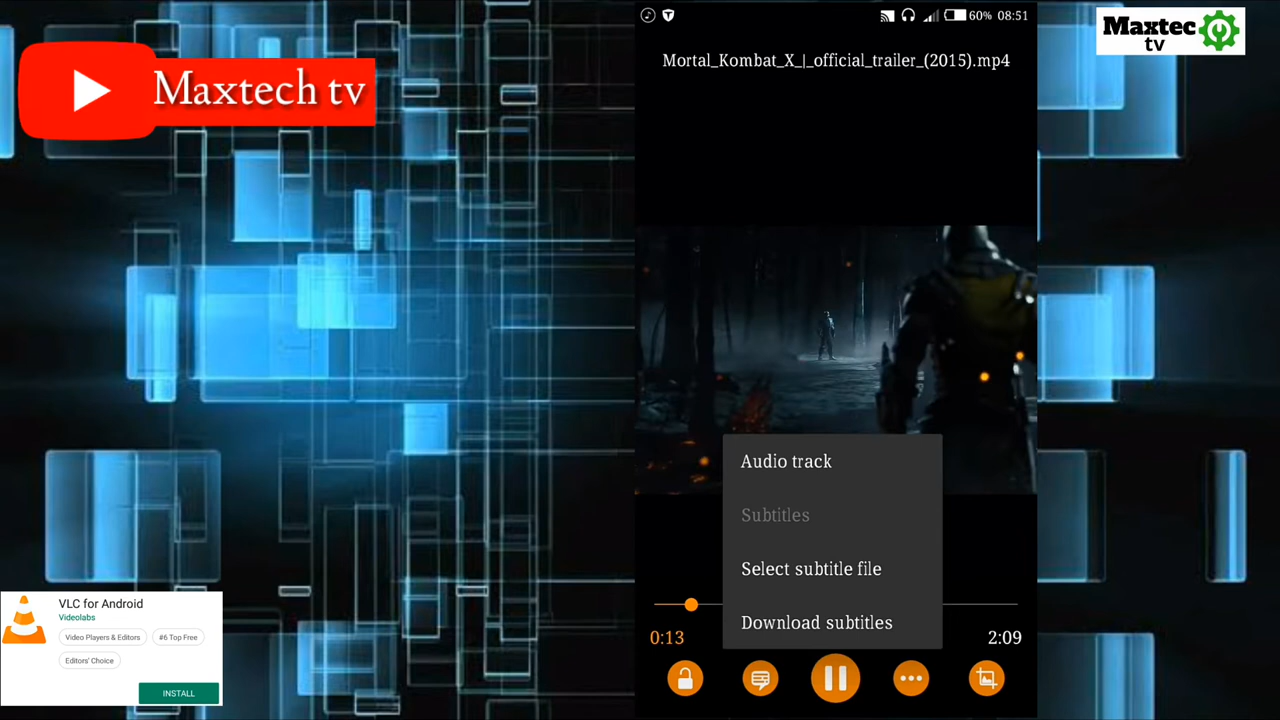 Maxtech tv
60% 08:51
Maxtec
tv
Mortal_Kombat_X_|_official_trailer_(2015).mp4
Audio track
Subtitles
Select subtitle file
Download subtitles
0:13
2:09
VLC for Android
Videolabs
Video Players & Editors
#6 Top Free
Editors' Choice
INSTALL